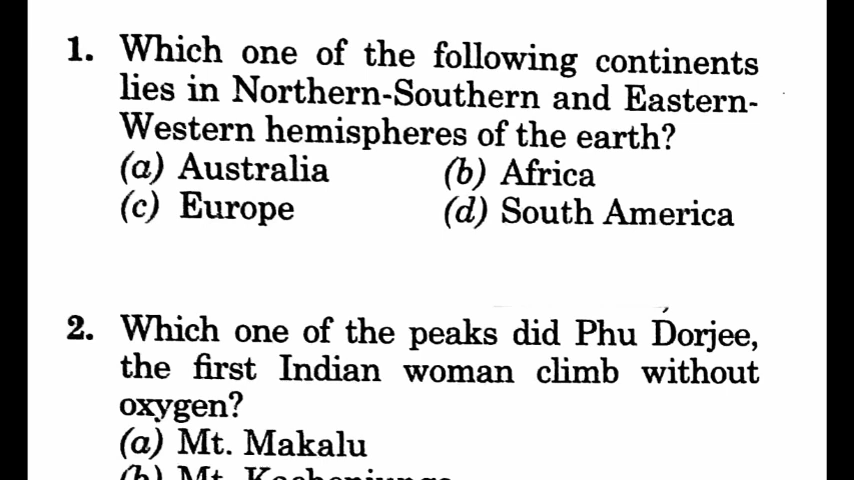 1. Which one of the following continents
lies in Northern-Southern and Eastern-
Western hemispheres of the earth?
(a) Australia (b) Africa
(c) Europe (d) South America
2. Which one of the peaks did Phu Dorjee,
the first Indian woman climb without
oxygen?
(a) Mt. Makalu
(b) Mt.